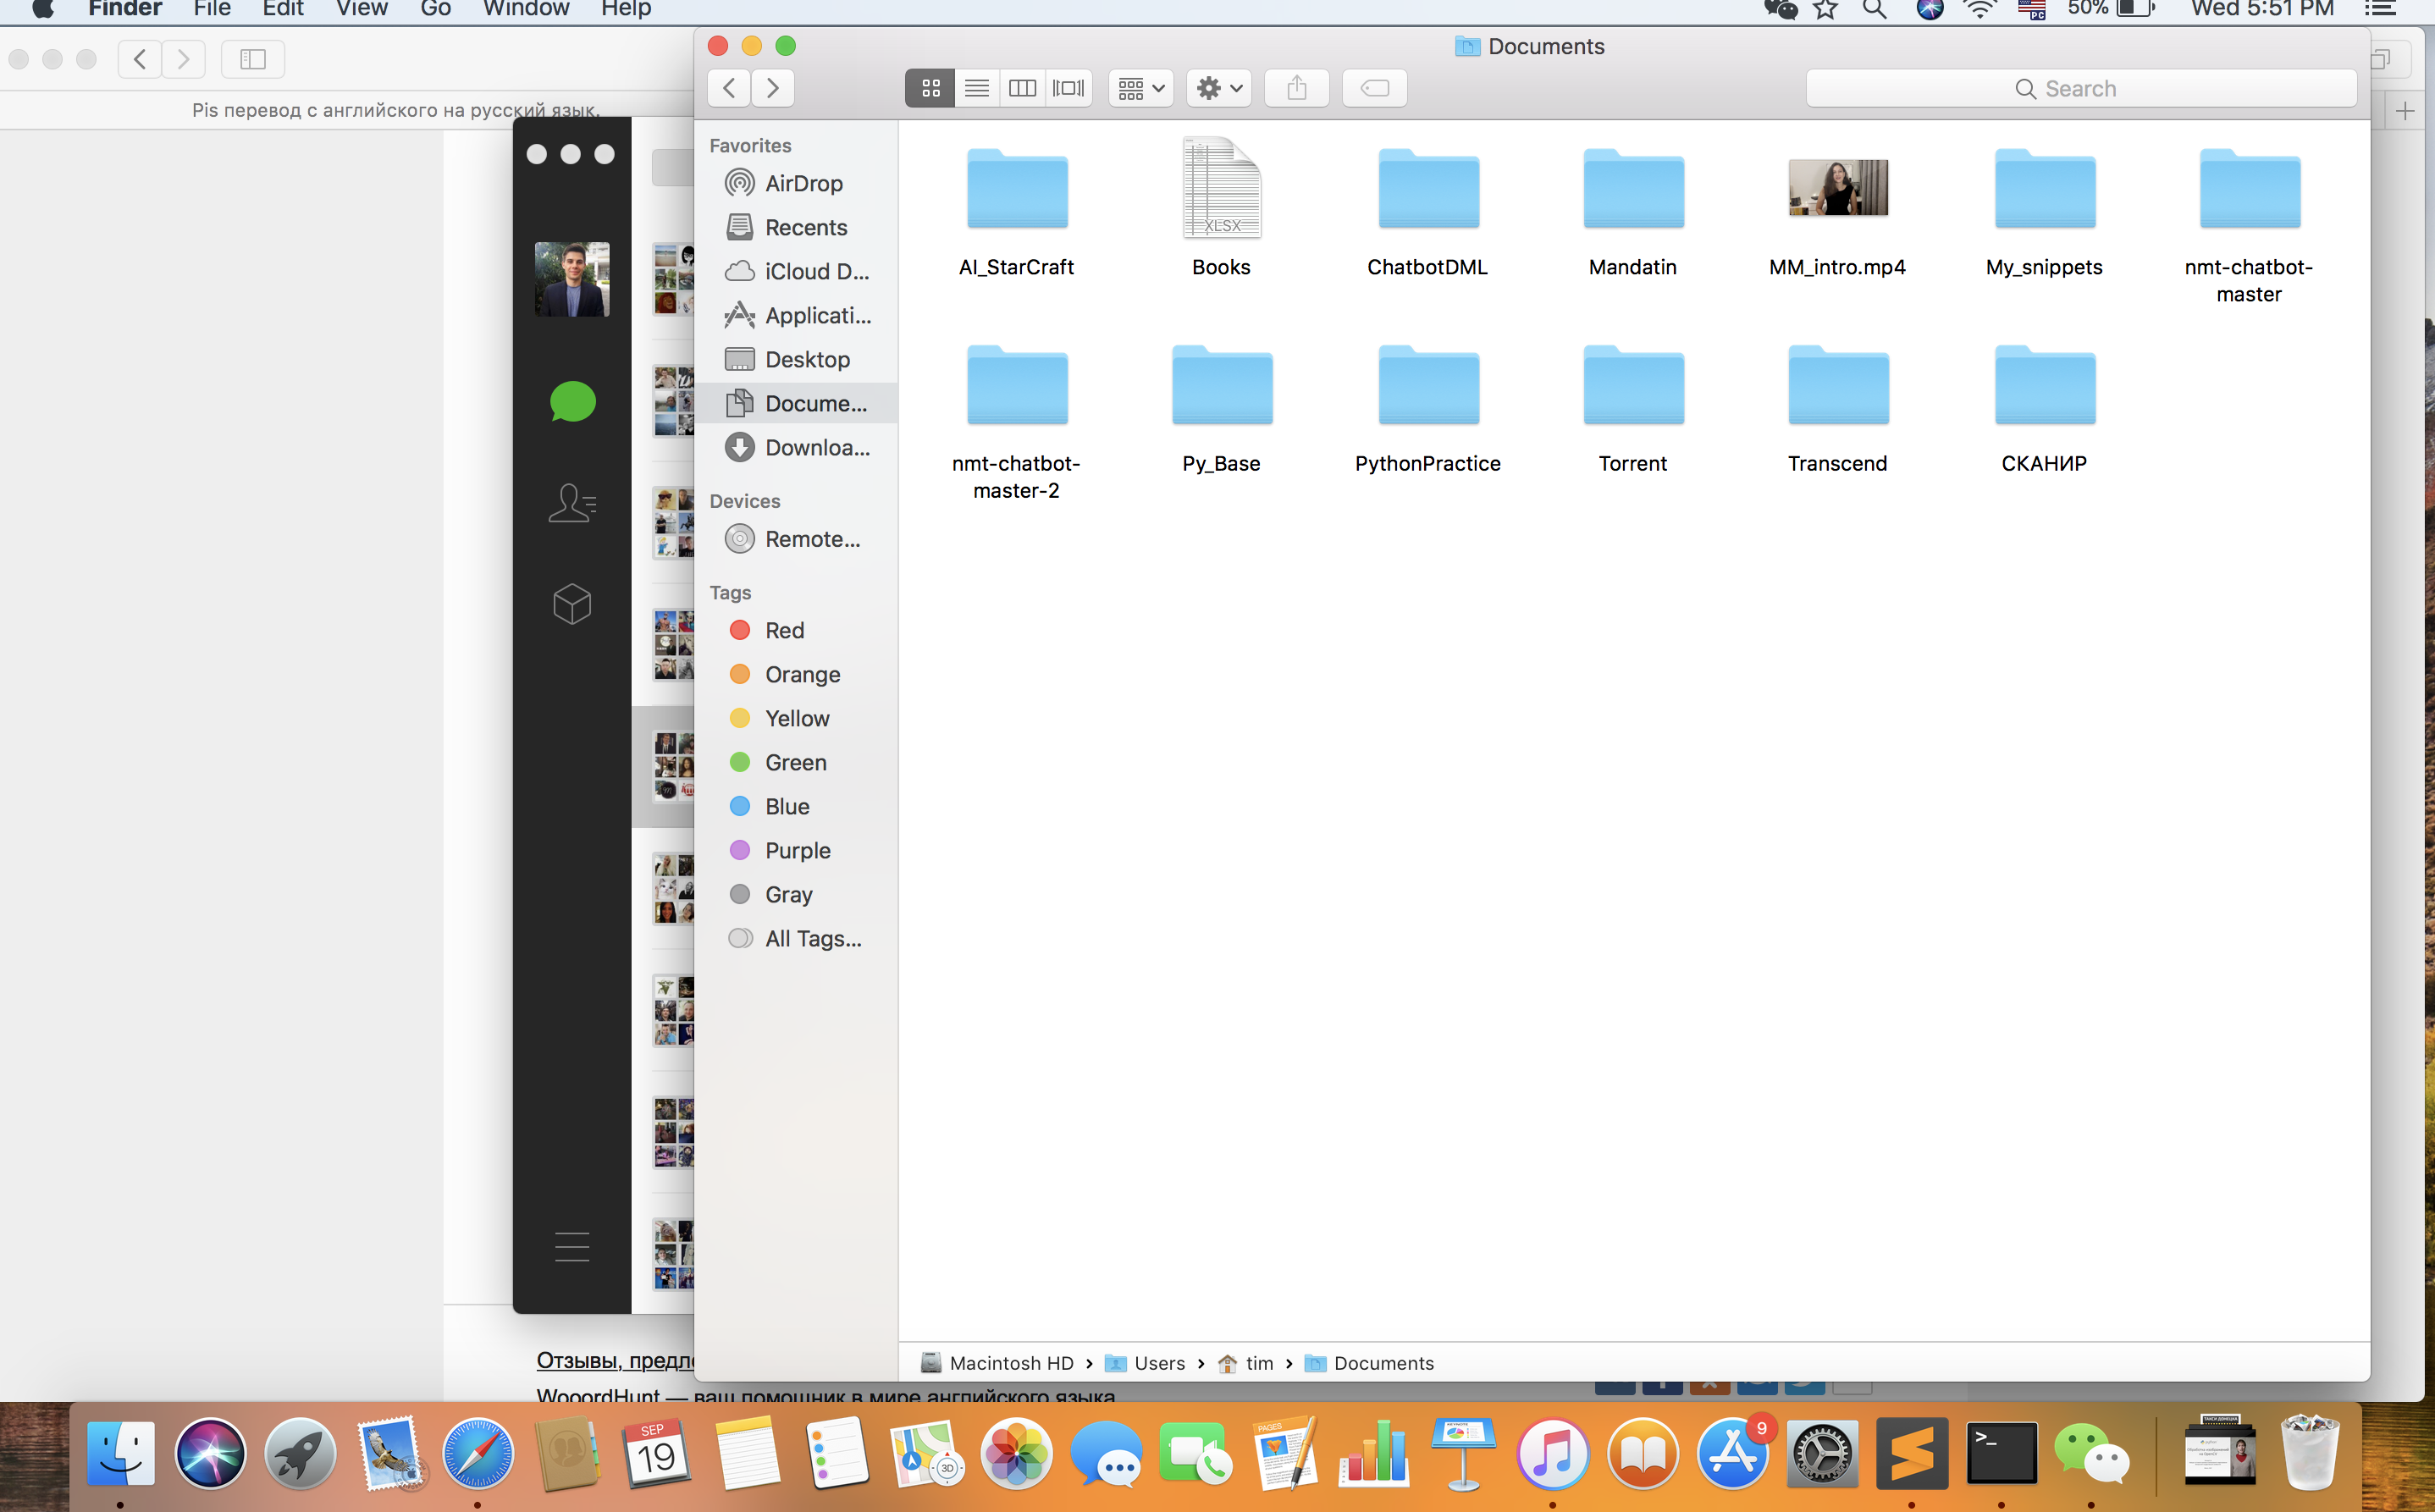 Finder File Edit View Go Window Help
50% Wed 5:51 PM
Documents
Search
Pis перевод с английского на русский язык.
Favorites
AirDrop
Recents
iCloud D...
Applicati...
Desktop
Docume...
Downloa...
Devices
Remote...
Tags
Red
Orange
Yellow
Green
Blue
Purple
Gray
All Tags...
AI_StarCraft
XLSX
Books
ChatbotDML
Mandatin
MM_intro.mp4
My_snippets
nmt-chatbot-
master
nmt-chatbot-
master-2
Py_Base
PythonPractice
Torrent
Transcend
СКАНИР
Macintosh HD › Users › tim › Documents
Отзывы, предл
WooordHunt — ваш помощник в мире английского языка
SEP
19
3D
PAGES
KEYNOTE
9
>_